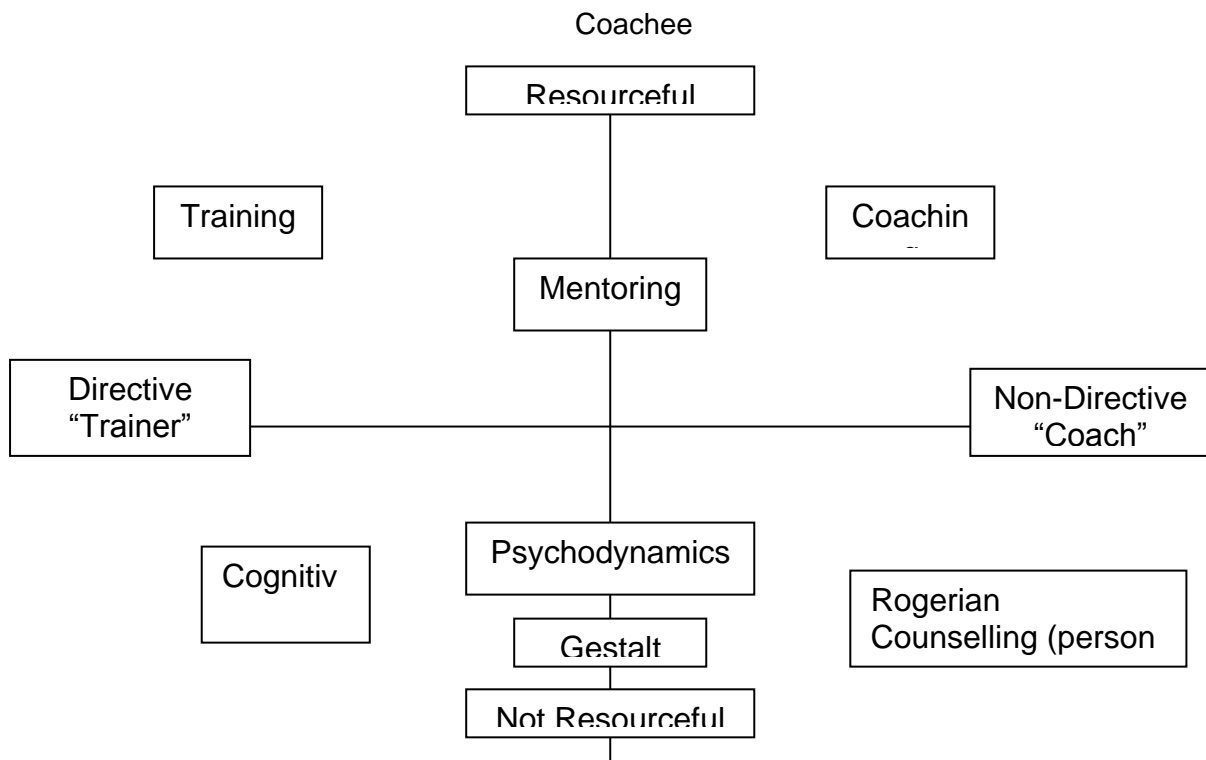 Coachee
Resourceful
Training
Coachin
g
Mentoring
Directive
“Trainer”
Non-Directive
“Coach”
Psychodynamics
Cognitiv
Rogerian
Counselling (person
Gestalt
Not Resourceful